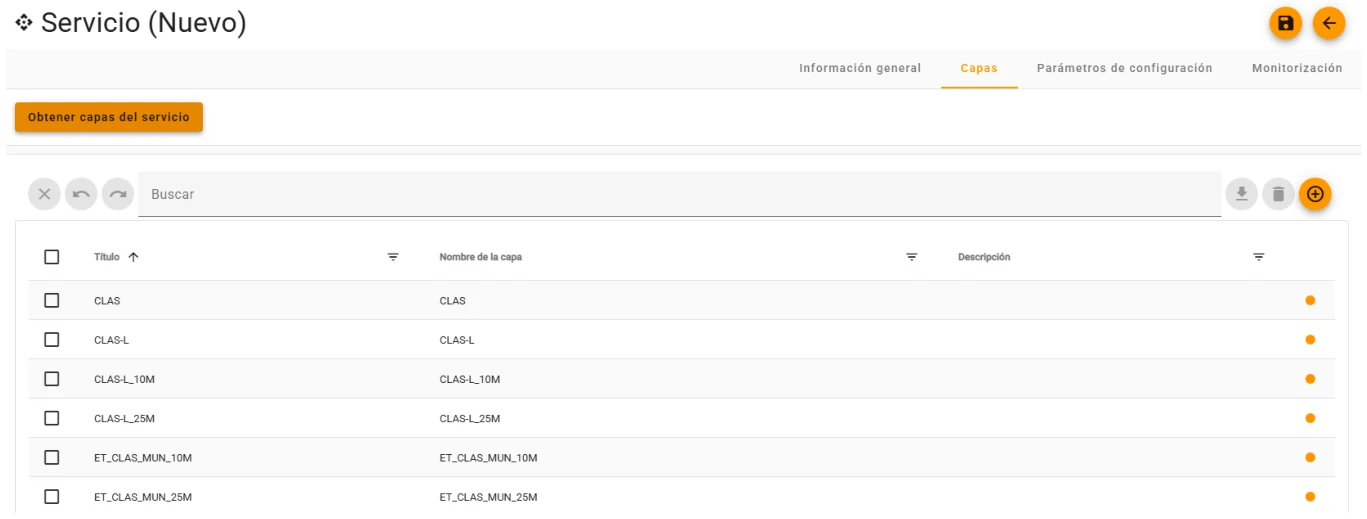 Servicio (Nuevo)
Información general Capas Parámetros de configuración Monitorización
Obtener capas del servicio
Buscar
Título Nombre de la capa Descripción
CLAS CLAS
CLAS-L CLAS-L
CLAS-L_10M CLAS-L_10M
CLAS-L_25M CLAS-L_25M
ET_CLAS_MUN_10M ET_CLAS_MUN_10M
ET_CLAS_MUN_25M ET_CLAS_MUN_25M